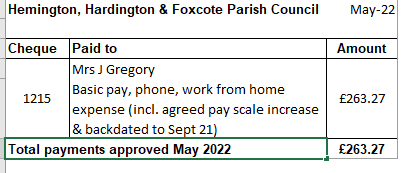 Hemington, Hardington & Foxcote Parish Council May-22
Cheque Paid to Amount
Mrs J Gregory
Basic pay, phone, work from home
1215 expense (incl. agreed pay scale increase £263.27
& backdated to Sept 21)
Total payments approved May 2022 £263.27